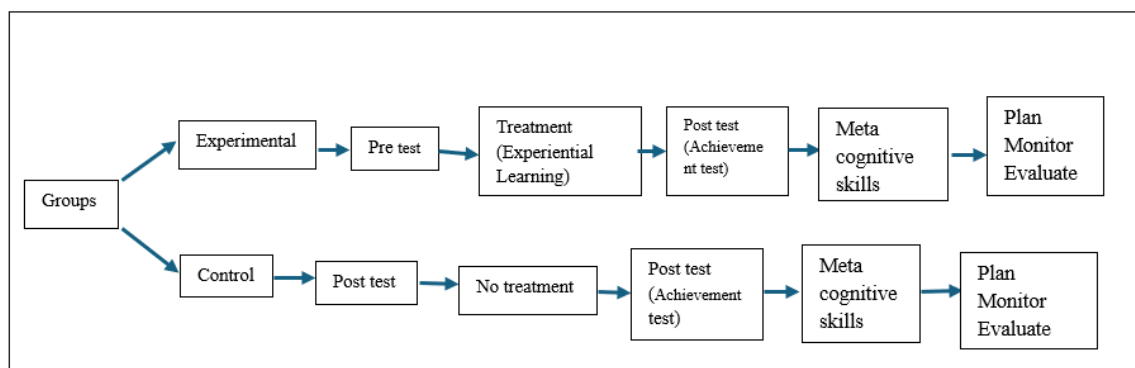 Groups
Experimental
Pre test
Treatment
(Experiential
Learning)
Post test
(Achieveme
nt test)
Meta
cognitive
skills
Plan
Monitor
Evaluate
Control
Post test
No treatment
Post test
(Achievement
test)
Meta
cognitive
skills
Plan
Monitor
Evaluate